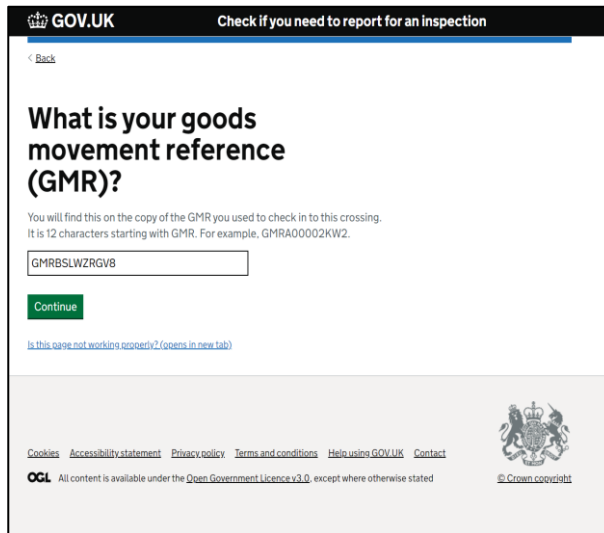 GOV.UK Check if you need to report for an inspection
< Back
What is your goods
movement reference
(GMR)?
You will find this on the copy of the GMR you used to check in to this crossing.
It is 12 characters starting with GMR. For example, GMRA00002KW2.
GMRBSLWZRGV8
Continue
Is this page not working properly? (opens in new tab)
Cookies Accessibility statement Privacy policy Terms and conditions Help using GOV.UK Contact
OGL All content is available under the Open Government Licence v3.0, except where otherwise stated
© Crown copyright